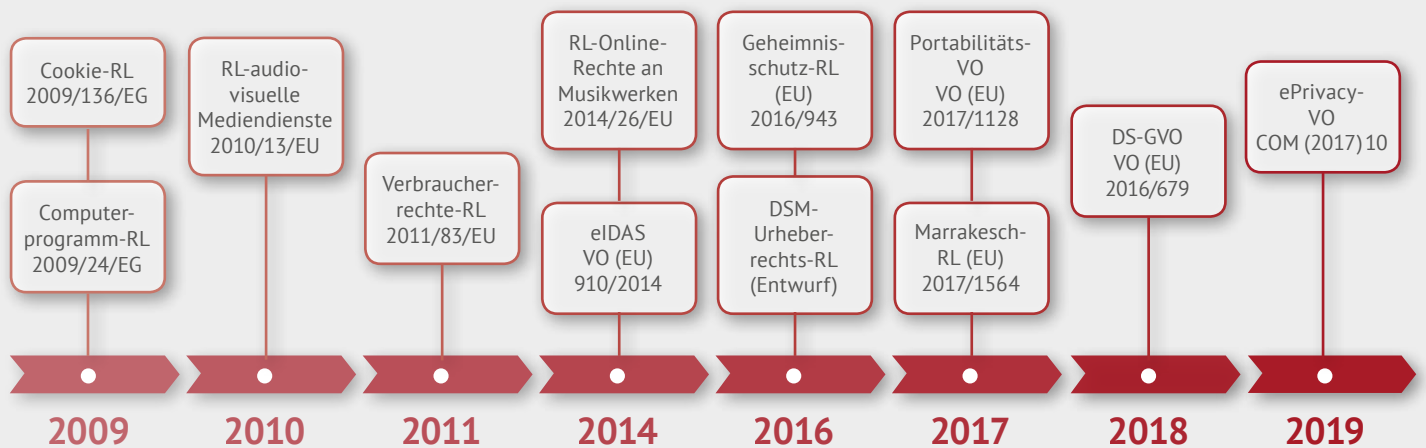 Cookie-RL
2009/136/EG
Computer-
programm-RL
2009/24/EG
2009
RL-audio-
visuelle
Mediendienste
2010/13/EU
2010
Verbraucher-
rechte-RL
2011/83/EU
2011
RL-Online-
Rechte an
Musikwerken
2014/26/EU
eIDAS
VO (EU)
910/2014
2014
Geheimnis-
schutz-RL
(EU)
2016/943
DSM-
Urheber-
rechts-RL
(Entwurf)
2016
Portabilitäts-
VO
VO (EU)
2017/1128
Marrakesch-
RL (EU)
2017/1564
2017
DS-GVO
VO (EU)
2016/679
2018
ePrivacy-
VO
COM (2017) 10
2019